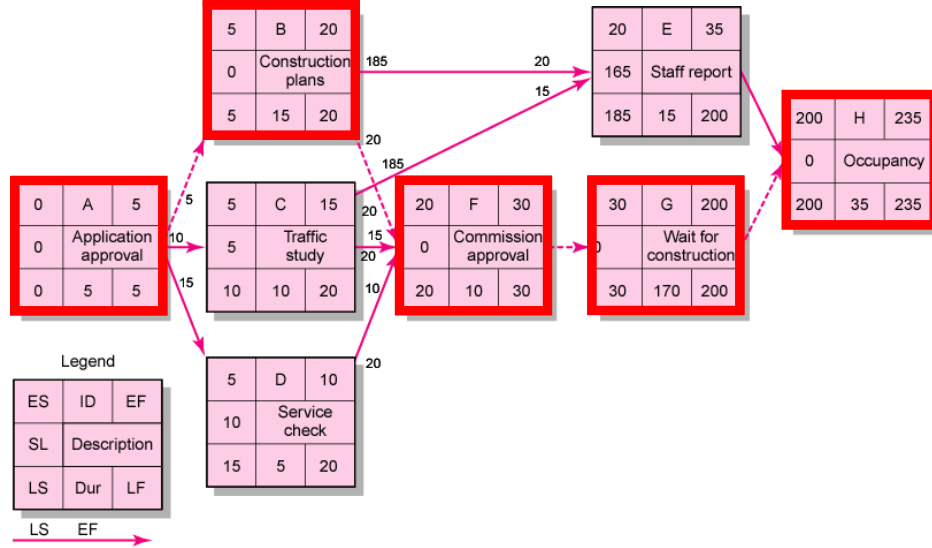 5 B 20
0 Construction plans
5 15 20
185
20
20
5
185
15
20 E 35
165 Staff report
185 15 200
200 H 235
0 Occupancy
200 35 235
0 A 5
0 Application approval
0 5 5
10
15
5 C 15
5 Traffic study
10 10 20
20
15
20
10
20
20 F 30
0 Commission approval
20 10 30
30 G 200
0 Wait for construction
30 170 200
5 D 10
10 Service check
15 5 20
Legend
ES ID EF
SL Description
LS Dur LF
LS EF